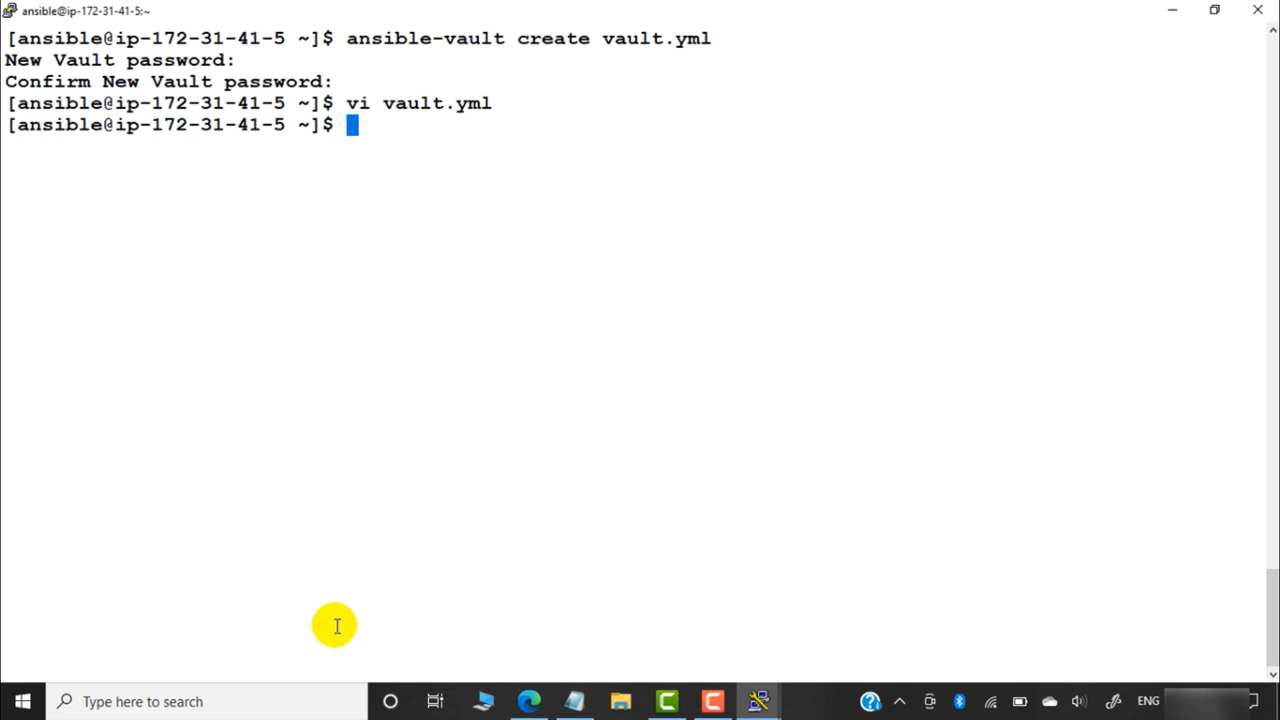 ansible@ip-172-31-41-5:~
[ansible@ip-172-31-41-5 ~]$ ansible-vault create vault.yml
New Vault password:
Confirm New Vault password:
[ansible@ip-172-31-41-5 ~]$ vi vault.yml
[ansible@ip-172-31-41-5 ~]$
Type here to search
ENG